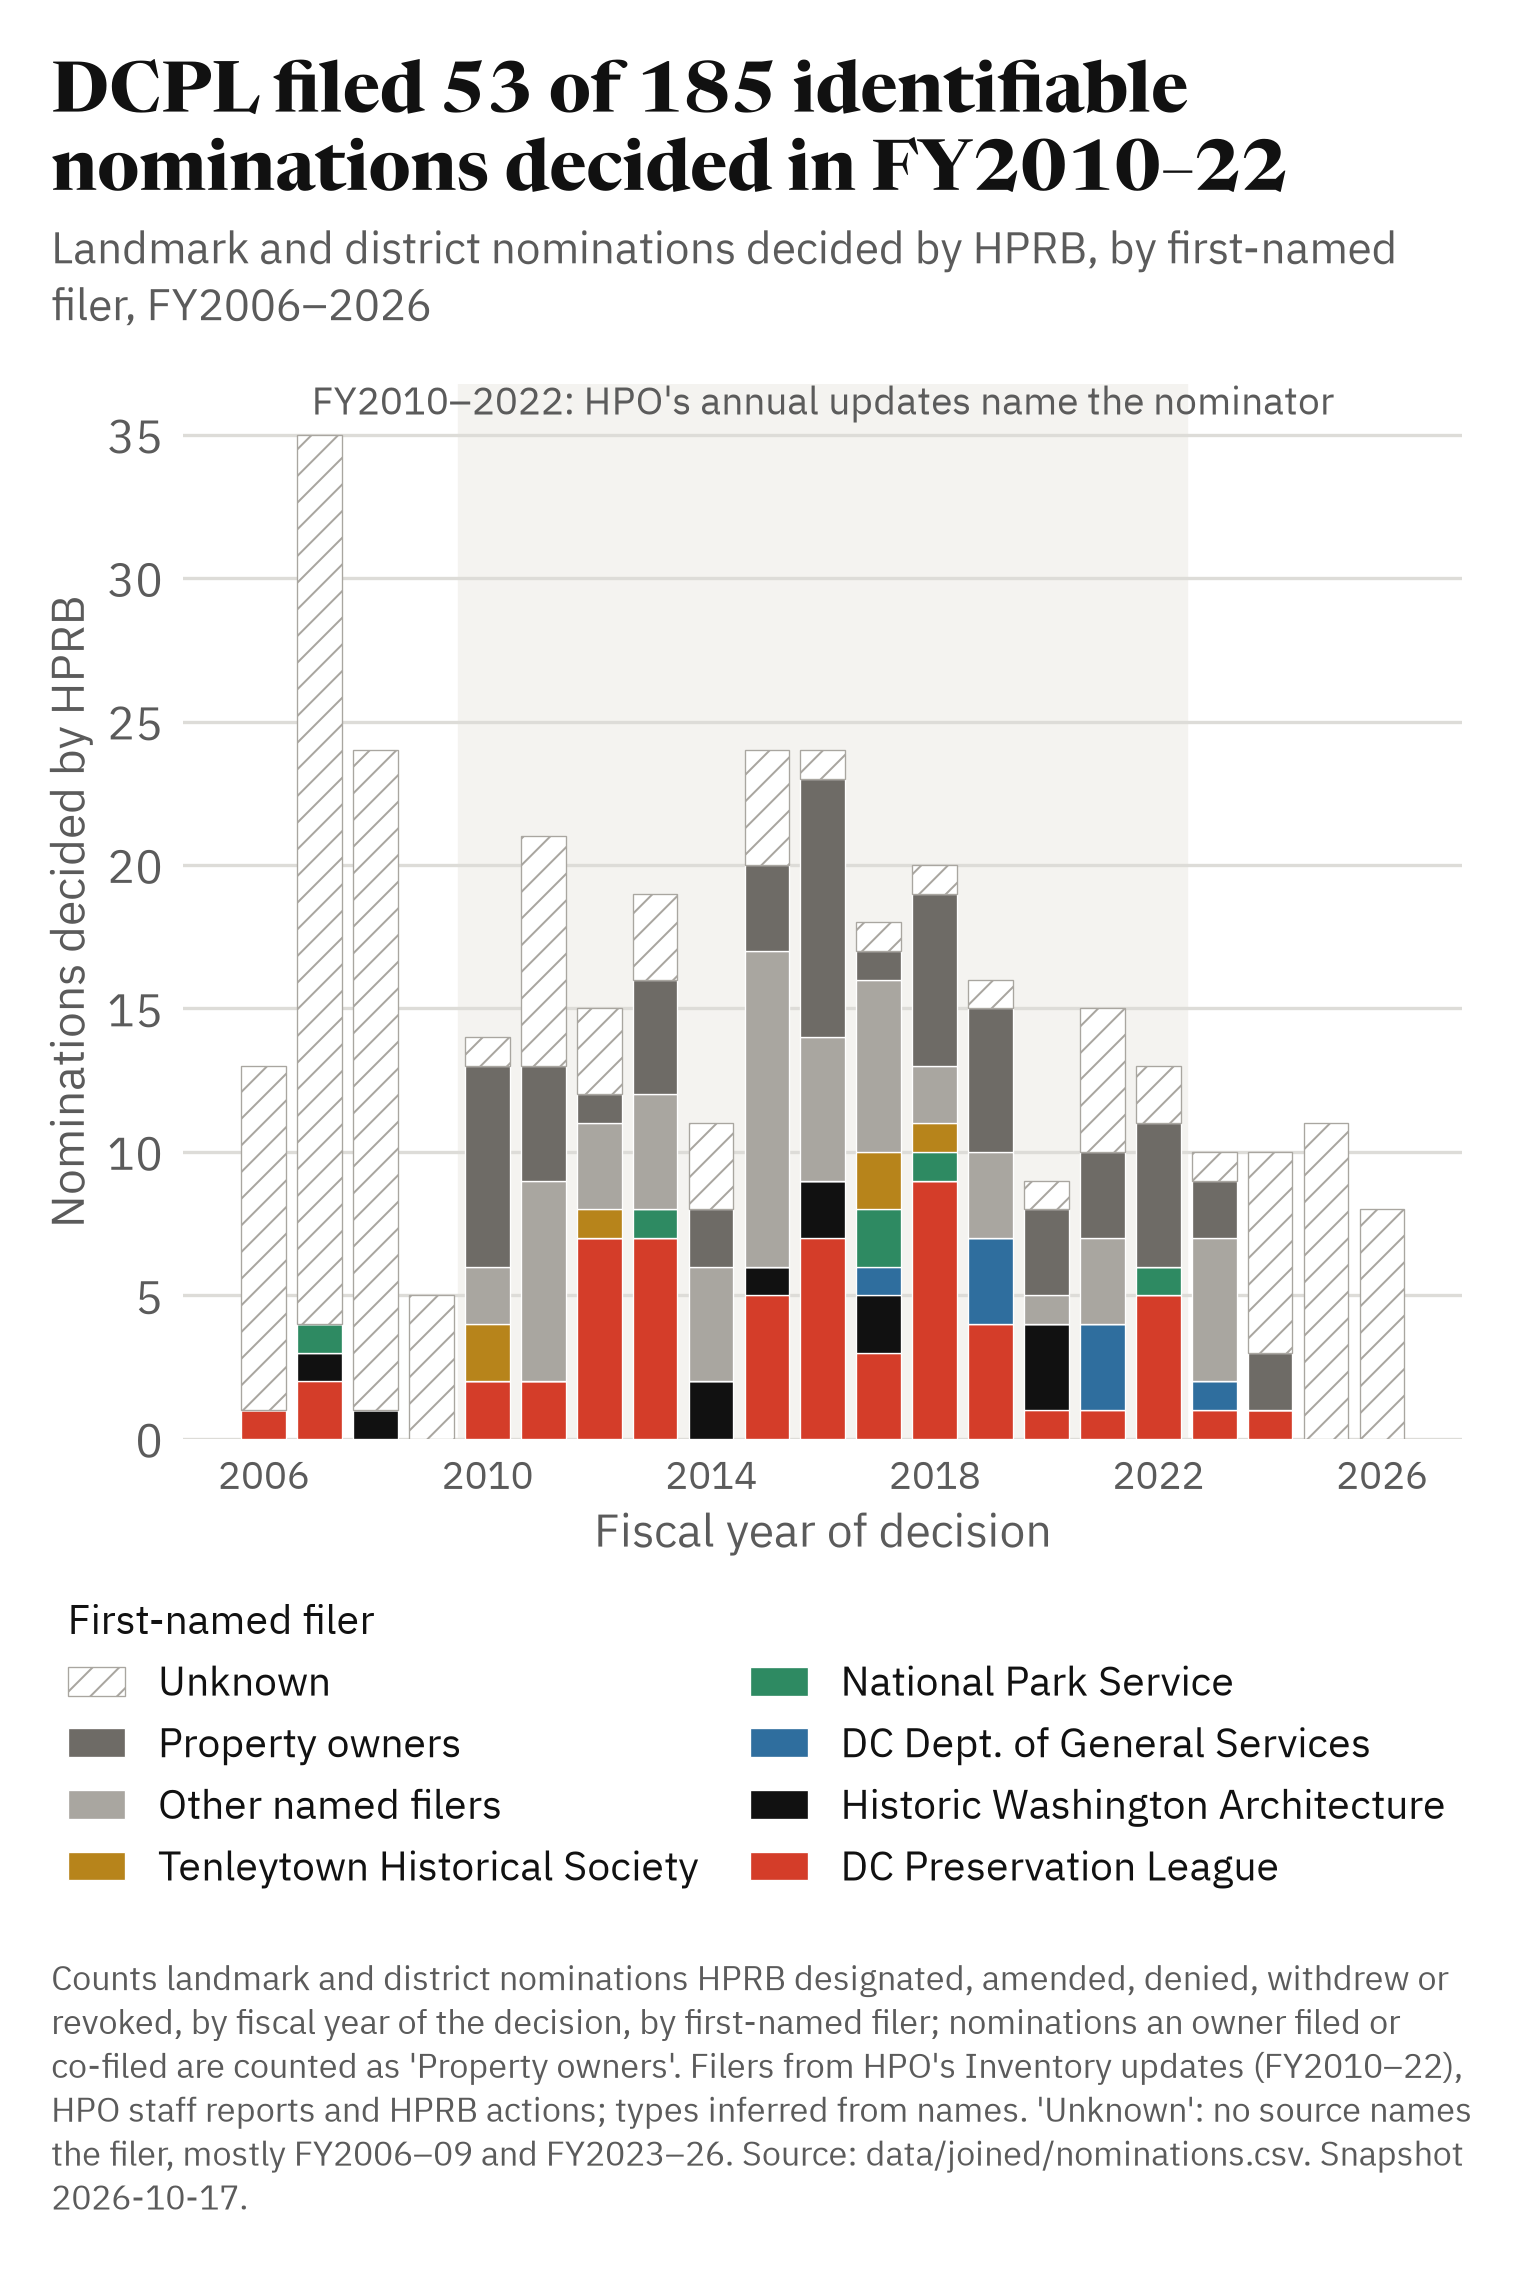 DCPL filed 53 of 185 identifiable
nominations decided in FY2010–22
Landmark and district nominations decided by HPRB, by first-named
filer, FY2006–2026
FY2010–2022: HPO's annual updates name the nominator
Nominations decided by HPRB
35
30
25
20
15
10
5
0
2006 2010 2014 2018 2022 2026
Fiscal year of decision
First-named filer
Unknown
Property owners
Other named filers
Tenleytown Historical Society
National Park Service
DC Dept. of General Services
Historic Washington Architecture
DC Preservation League
Counts landmark and district nominations HPRB designated, amended, denied, withdrew or
revoked, by fiscal year of the decision, by first-named filer; nominations an owner filed or
co-filed are counted as 'Property owners'. Filers from HPO's Inventory updates (FY2010–22),
HPO staff reports and HPRB actions; types inferred from names. 'Unknown': no source names
the filer, mostly FY2006–09 and FY2023–26. Source: data/joined/nominations.csv. Snapshot
2026-10-17.